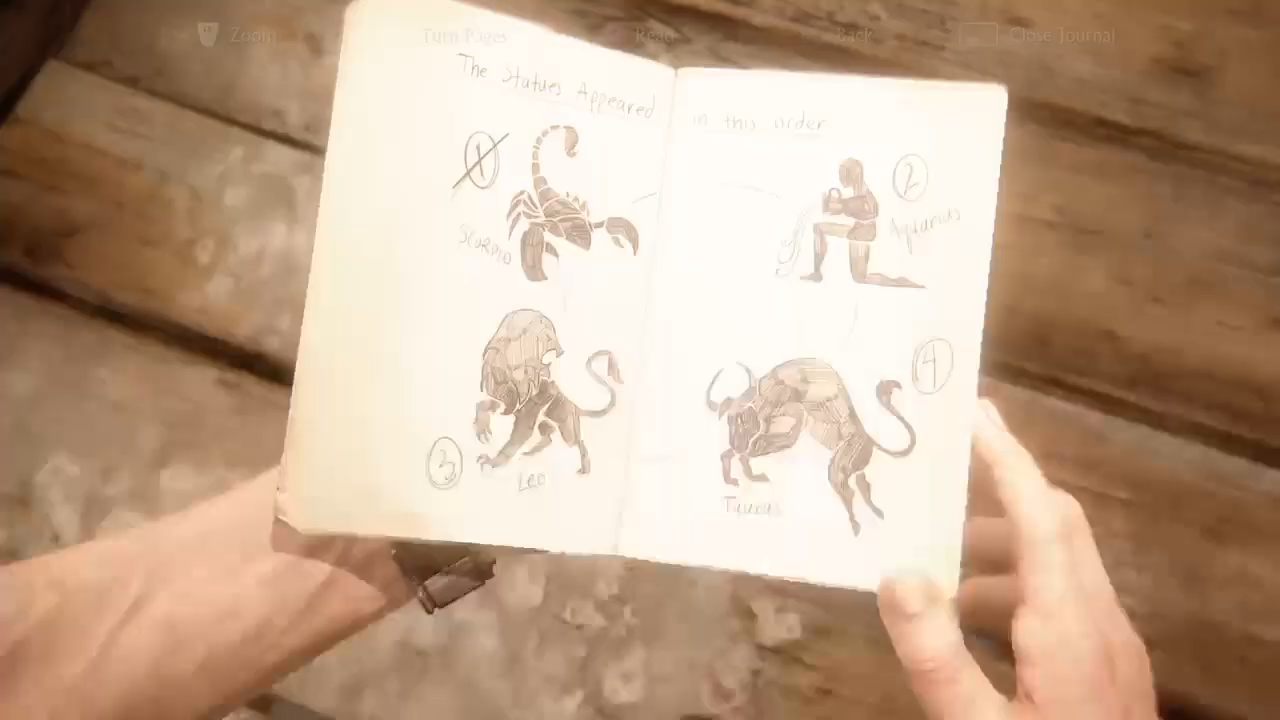 Zoom Turn Pages Read Back Close Journal
The Statues Appeared in this order
1
Scorpio
2
Aquarius
3
Leo
4
Taurus